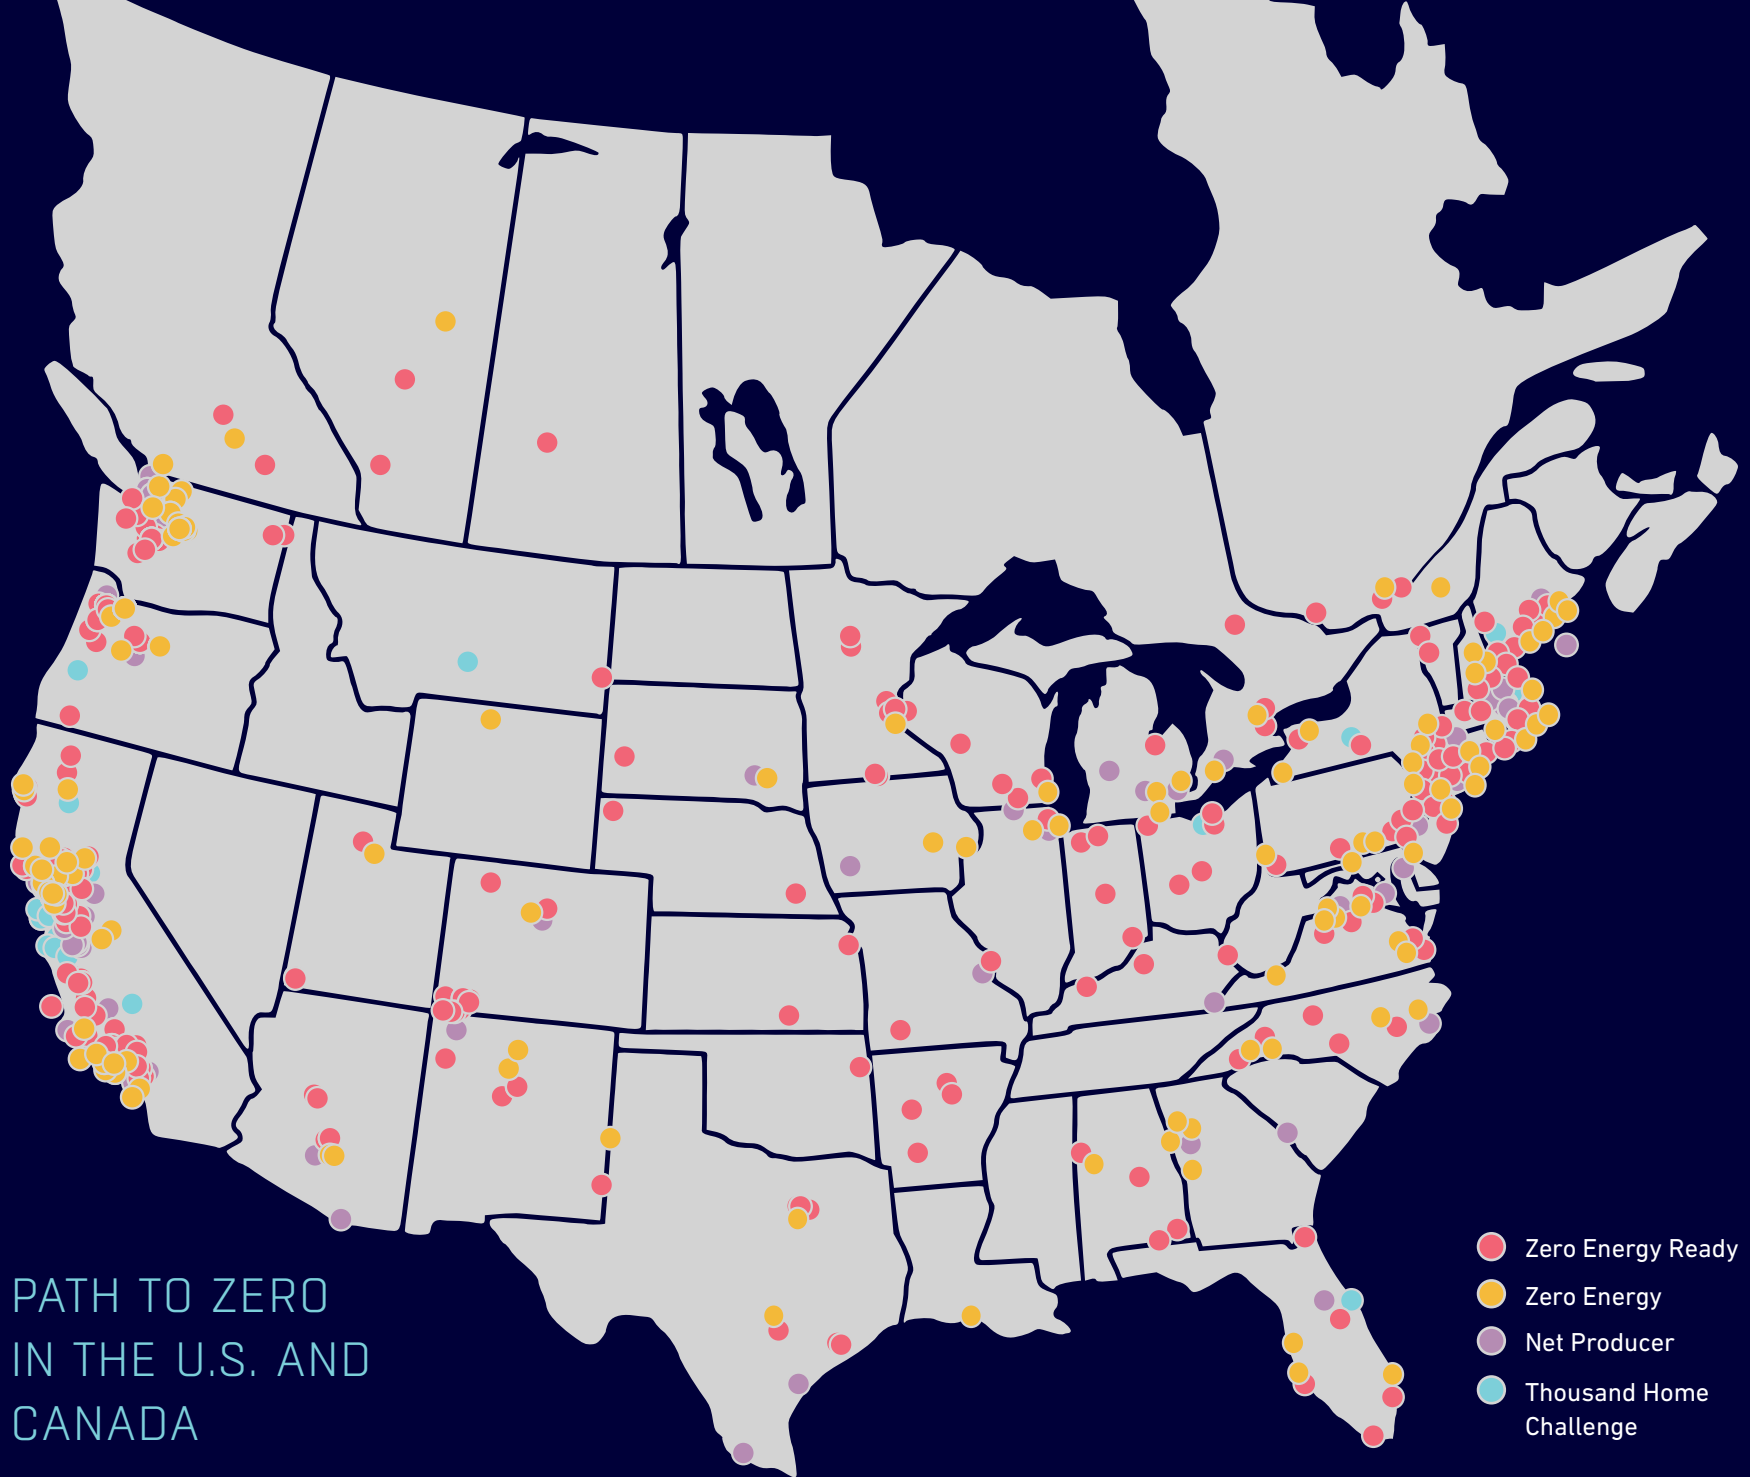 PATH TO ZERO
IN THE U.S. AND
CANADA
Zero Energy Ready
Zero Energy
Net Producer
Thousand Home
Challenge